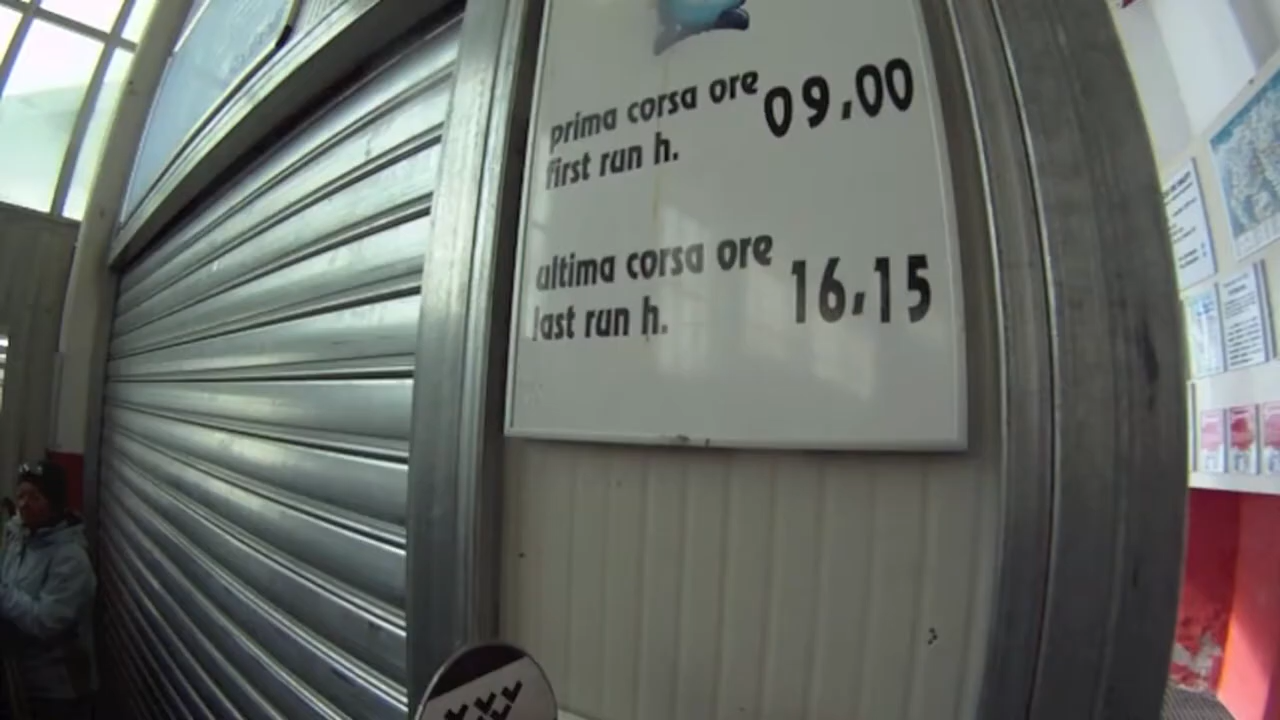 prima corsa ore 09,00
first run h.
ultima corsa ore 16,15
last run h.